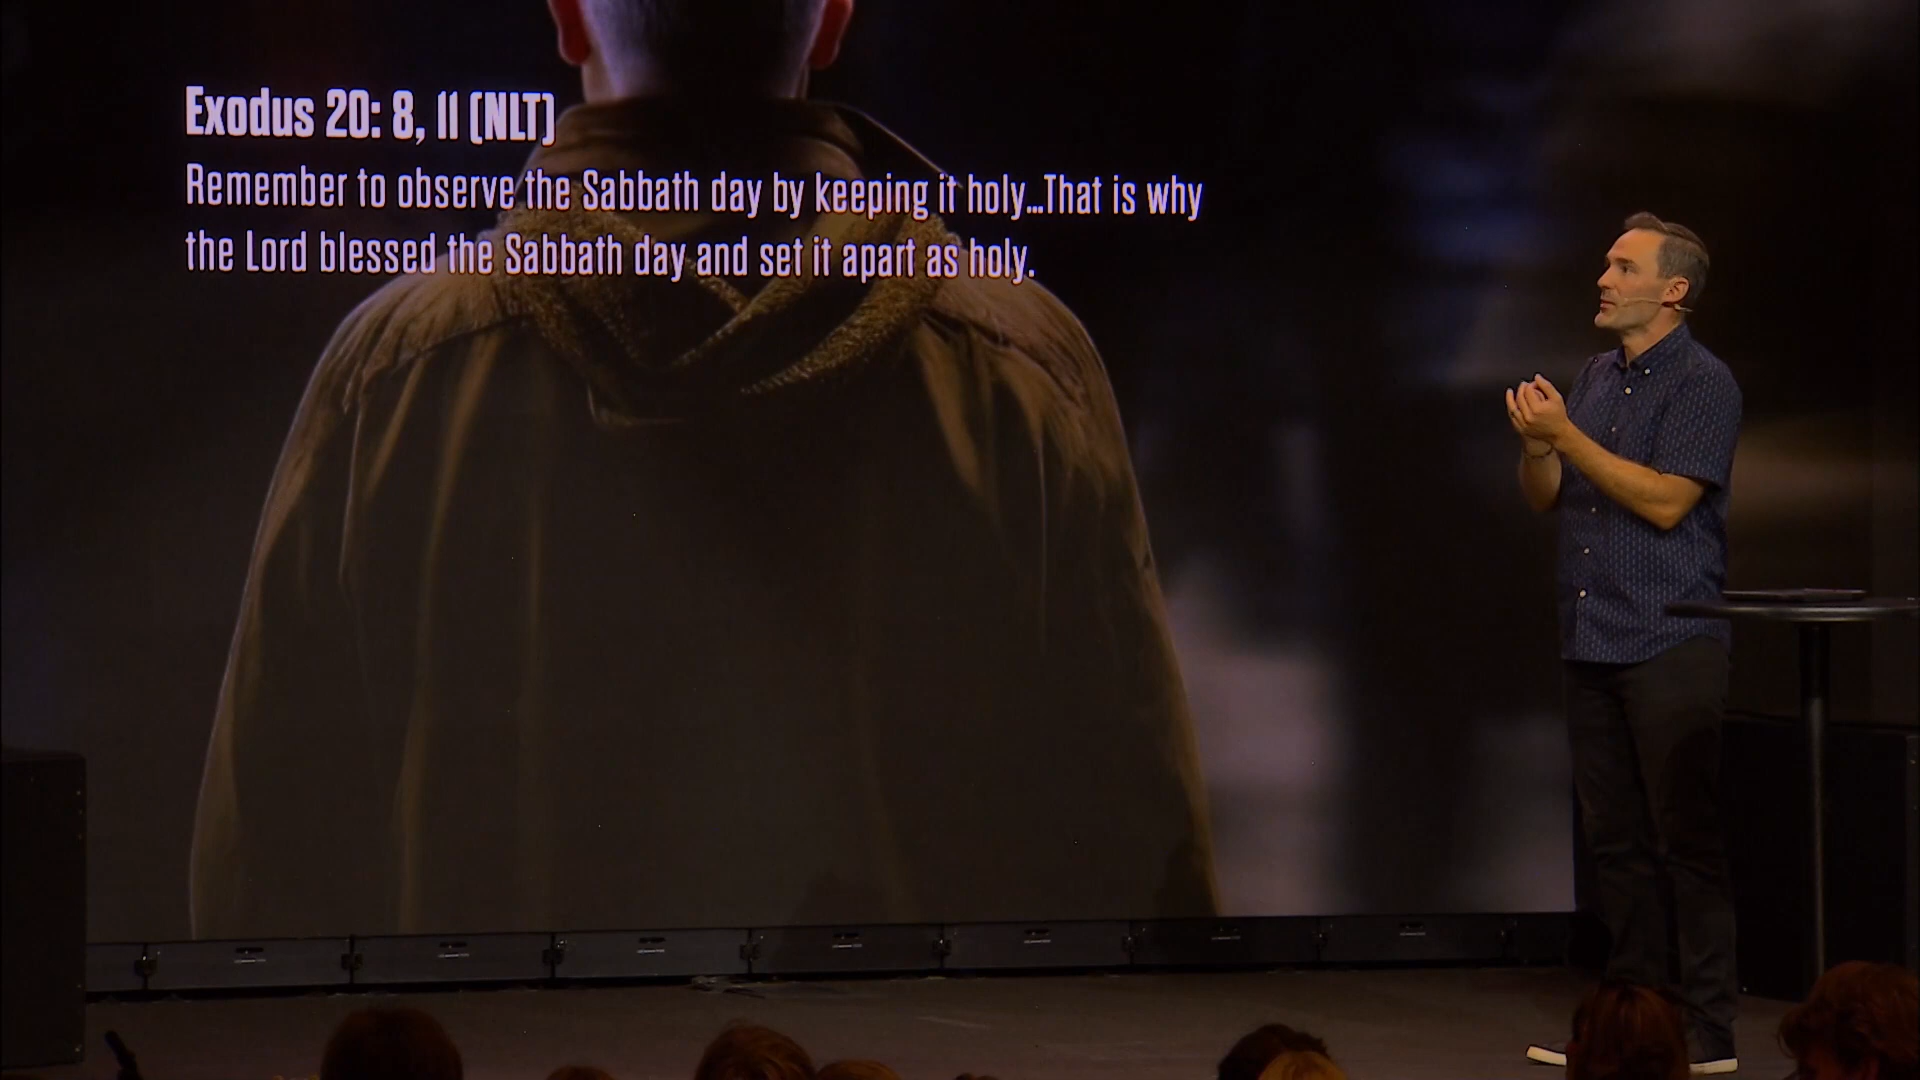 Exodus 20: 8, 11 (NLT)
Remember to observe the Sabbath day by keeping it holy...That is why
the Lord blessed the Sabbath day and set it apart as holy.